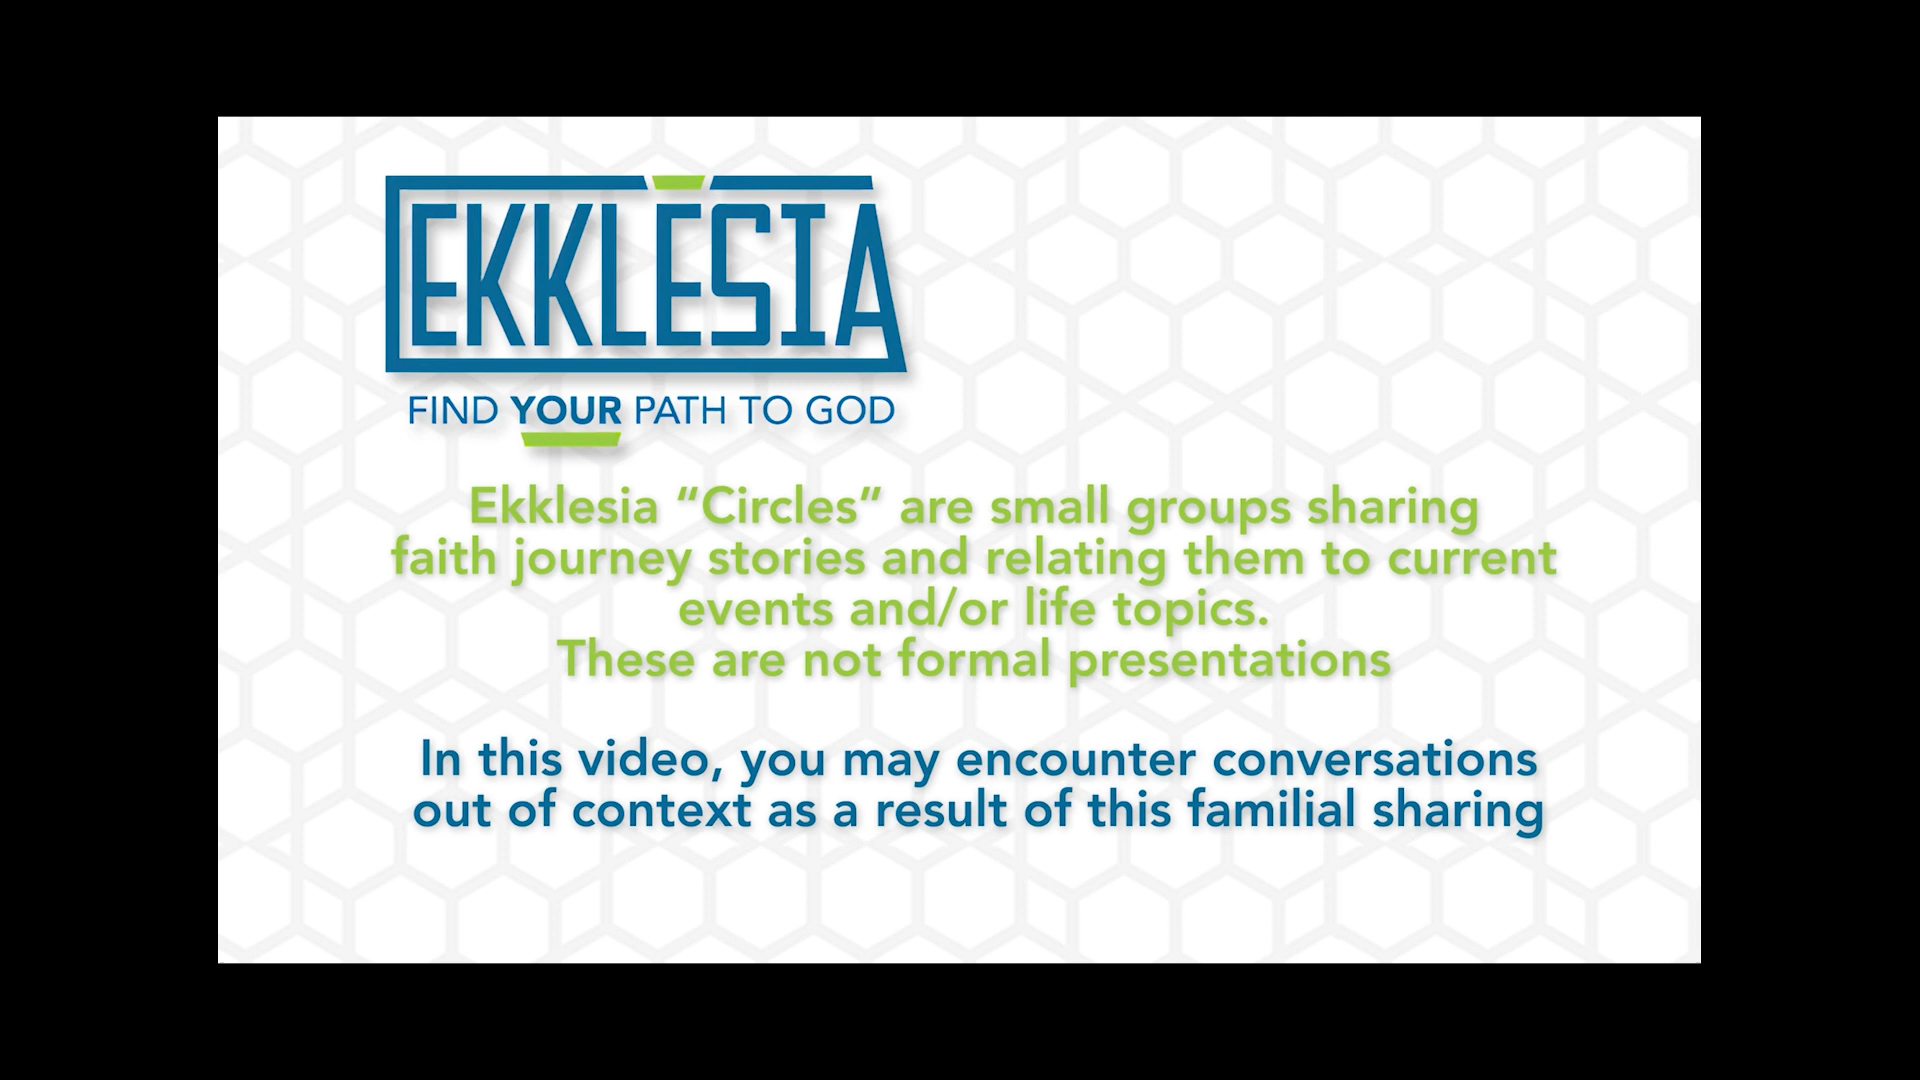 EKKLĒSIA
FIND YOUR PATH TO GOD
Ekklesia “Circles” are small groups sharing
faith journey stories and relating them to current
events and/or life topics.
These are not formal presentations
In this video, you may encounter conversations
out of context as a result of this familial sharing